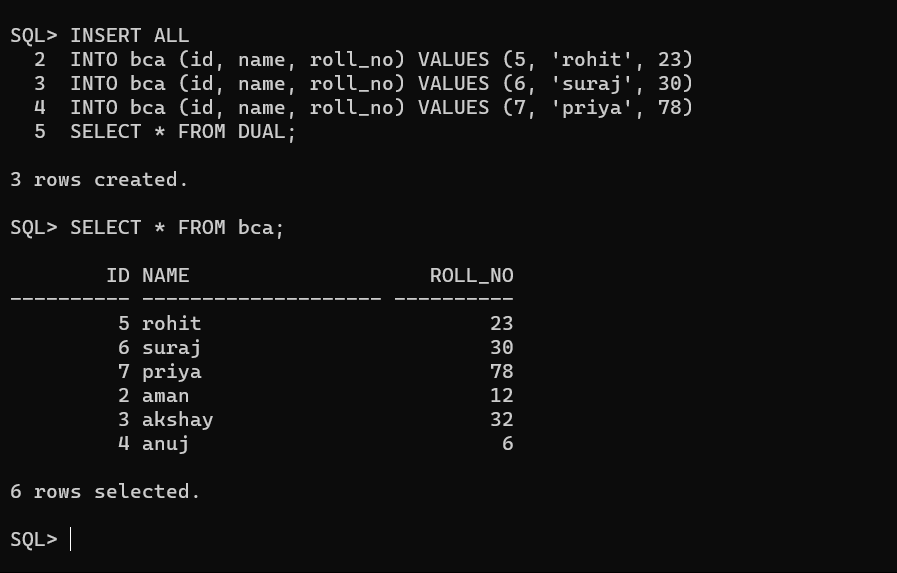 SQL> INSERT ALL
  2  INTO bca (id, name, roll_no) VALUES (5, 'rohit', 23)
  3  INTO bca (id, name, roll_no) VALUES (6, 'suraj', 30)
  4  INTO bca (id, name, roll_no) VALUES (7, 'priya', 78)
  5  SELECT * FROM DUAL;
3 rows created.
SQL> SELECT * FROM bca;
        ID NAME                    ROLL_NO
---------- -------------------- ----------
         5 rohit                        23
         6 suraj                        30
         7 priya                        78
         2 aman                         12
         3 akshay                       32
         4 anuj                          6
6 rows selected.
SQL>